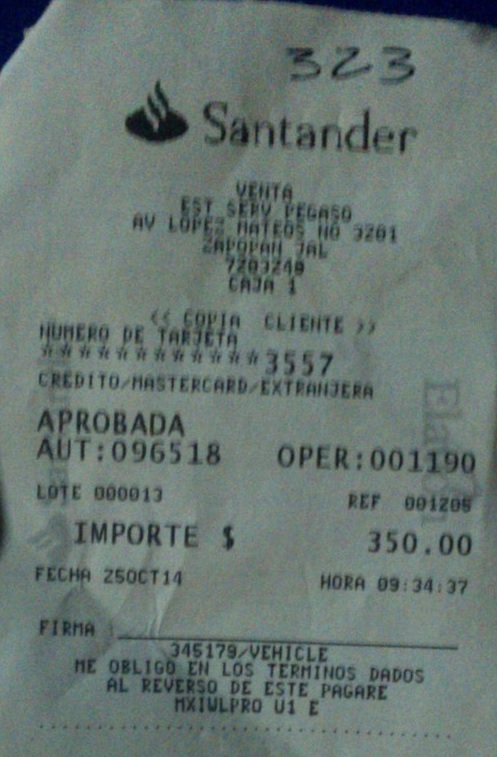 323
Santander
VENTA
EST SERV PEGASO
AV LOPEZ MATEOS NO 3201
ZAPOPAN JAL
7203240
CAJA 1
<< COPIA CLIENTE >>
NUMERO DE TARJETA
************3557
CREDITO/MASTERCARD/EXTRANJERA
APROBADA
AUT:096518 OPER:001190
LOTE 000013 REF 001205
IMPORTE $ 350.00
FECHA 25OCT14 HORA 09:34:37
FIRMA :
345179/VEHICLE
ME OBLIGO EN LOS TERMINOS DADOS
AL REVERSO DE ESTE PAGARE
MXIWLPRO U1 E